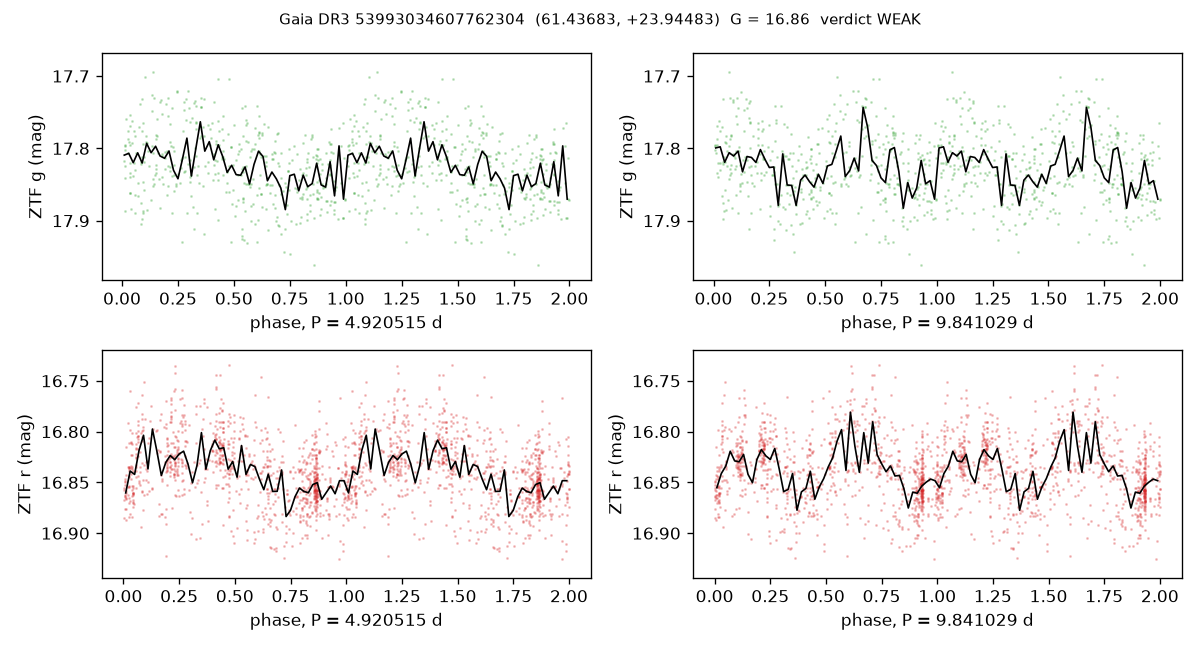 Gaia DR3 53993034607762304 (61.43683, +23.94483) G = 16.86 verdict WEAK
ZTF g (mag)
17.7
17.8
17.9
0.00 0.25 0.50 0.75 1.00 1.25 1.50 1.75 2.00
phase, P = 4.920515 d
ZTF g (mag)
17.7
17.8
17.9
0.00 0.25 0.50 0.75 1.00 1.25 1.50 1.75 2.00
phase, P = 9.841029 d
ZTF r (mag)
16.75
16.80
16.85
16.90
0.00 0.25 0.50 0.75 1.00 1.25 1.50 1.75 2.00
phase, P = 4.920515 d
ZTF r (mag)
16.75
16.80
16.85
16.90
0.00 0.25 0.50 0.75 1.00 1.25 1.50 1.75 2.00
phase, P = 9.841029 d